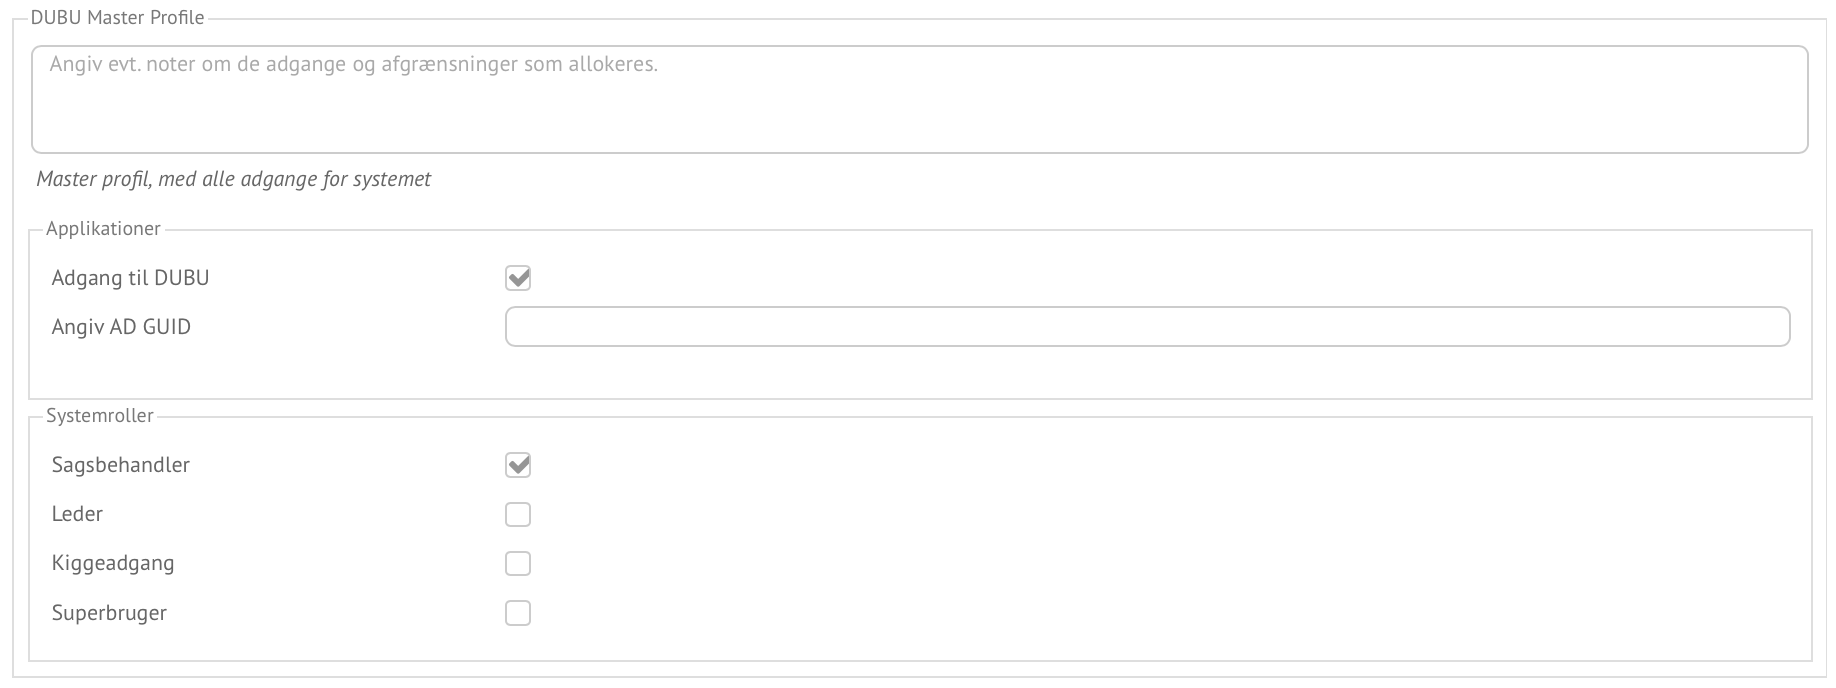 DUBU Master Profile
Angiv evt. noter om de adgange og afgrænsninger som allokeres.
Master profil, med alle adgange for systemet
Applikationer
Adgang til DUBU
Angiv AD GUID
Systemroller
Sagsbehandler
Leder
Kiggeadgang
Superbruger